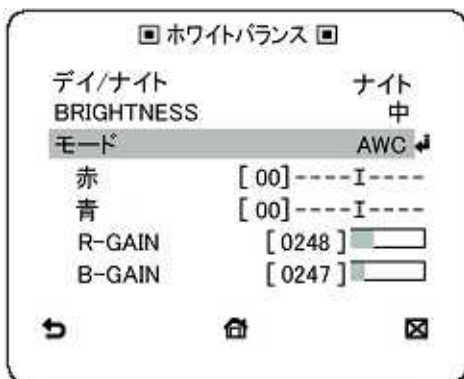 ホワイトバランス
デイ/ナイト ナイト
BRIGHTNESS 中
モード AWC
赤 [ 00]----I----
青 [ 00]----I----
R-GAIN [ 0248 ]
B-GAIN [ 0247 ]